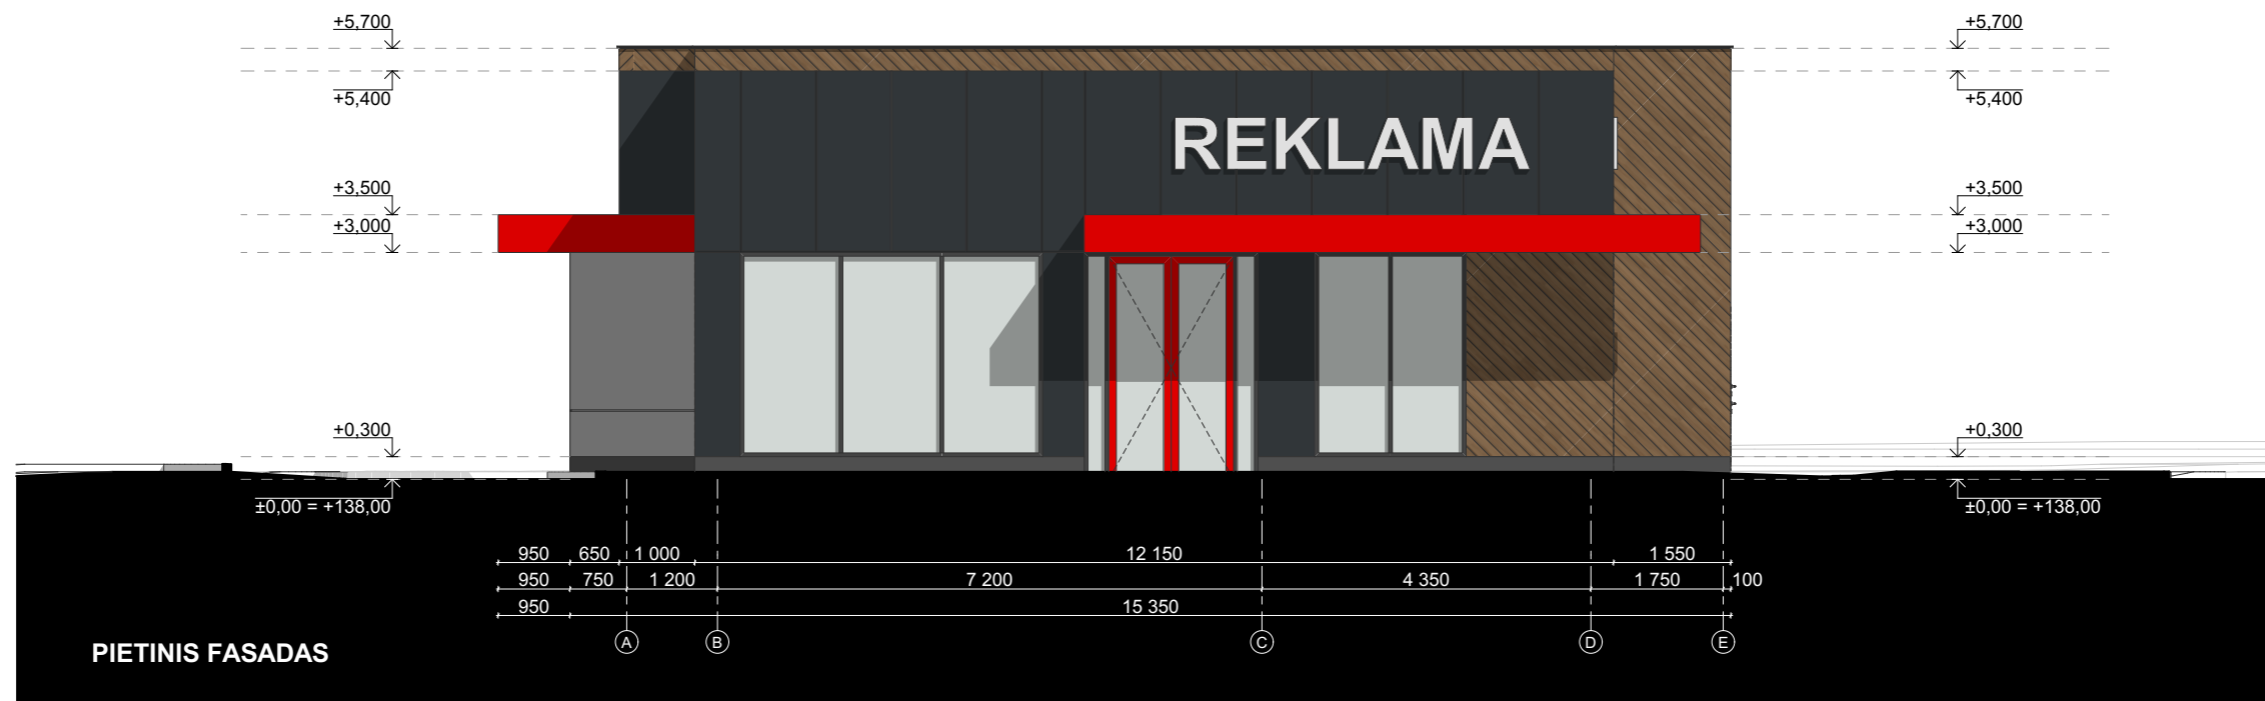 +5,700
+5,700
+5,400
+5,400
REKLAMA
+3,500
+3,500
+3,000
+3,000
+0,300
+0,300
±0,00 = +138,00
±0,00 = +138,00
950 650 1 000 12 150 1 550
950 750 1 200 7 200 4 350 1 750 100
950 15 350
A B C D E
PIETINIS FASADAS